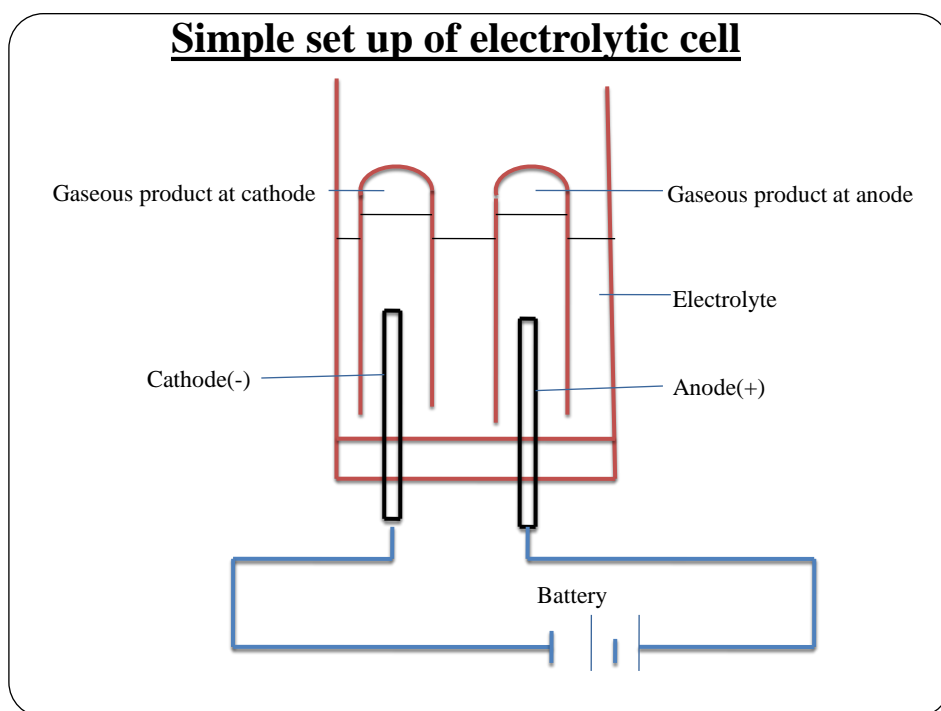 Simple set up of electrolytic cell
Gaseous product at cathode
Gaseous product at anode
Electrolyte
Cathode(-)
Anode(+)
Battery